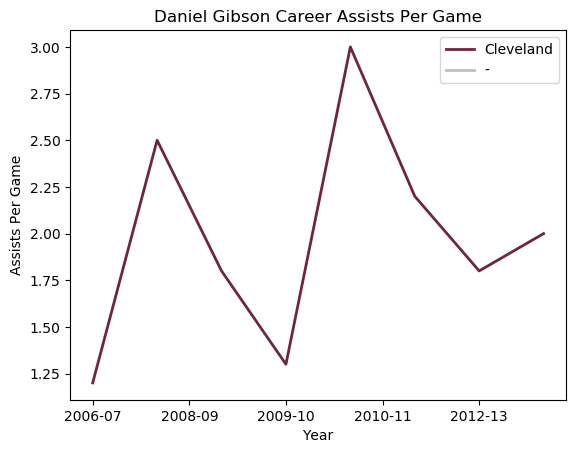 Daniel Gibson Career Assists Per Game
Cleveland
-
3.00
2.75
2.50
2.25
2.00
1.75
1.50
1.25
Assists Per Game
2006-07 2008-09 2009-10 2010-11 2012-13
Year